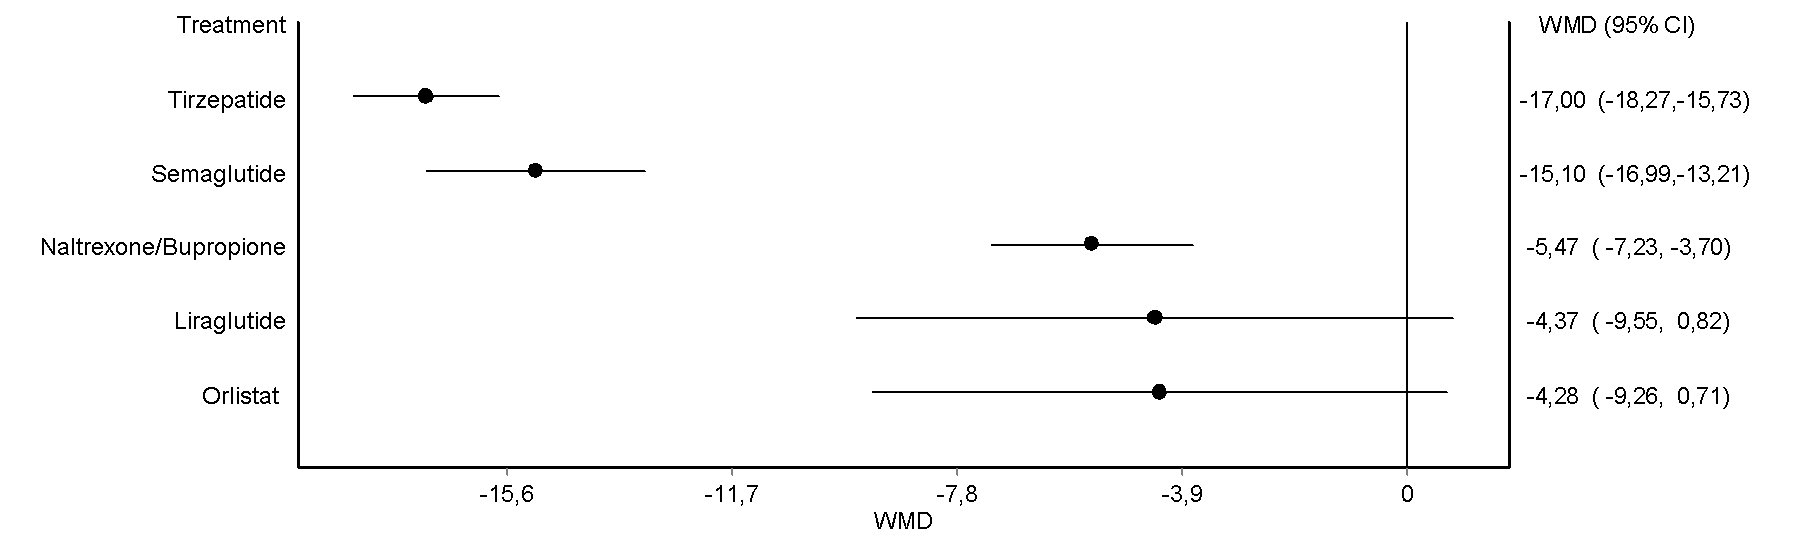 Treatment WMD (95% CI)
Tirzepatide -17,00 (-18,27,-15,73)
Semaglutide -15,10 (-16,99,-13,21)
Naltrexone/Bupropione -5,47 ( -7,23, -3,70)
Liraglutide -4,37 ( -9,55, 0,82)
Orlistat -4,28 ( -9,26, 0,71)
-15,6 -11,7 -7,8 -3,9 0
WMD